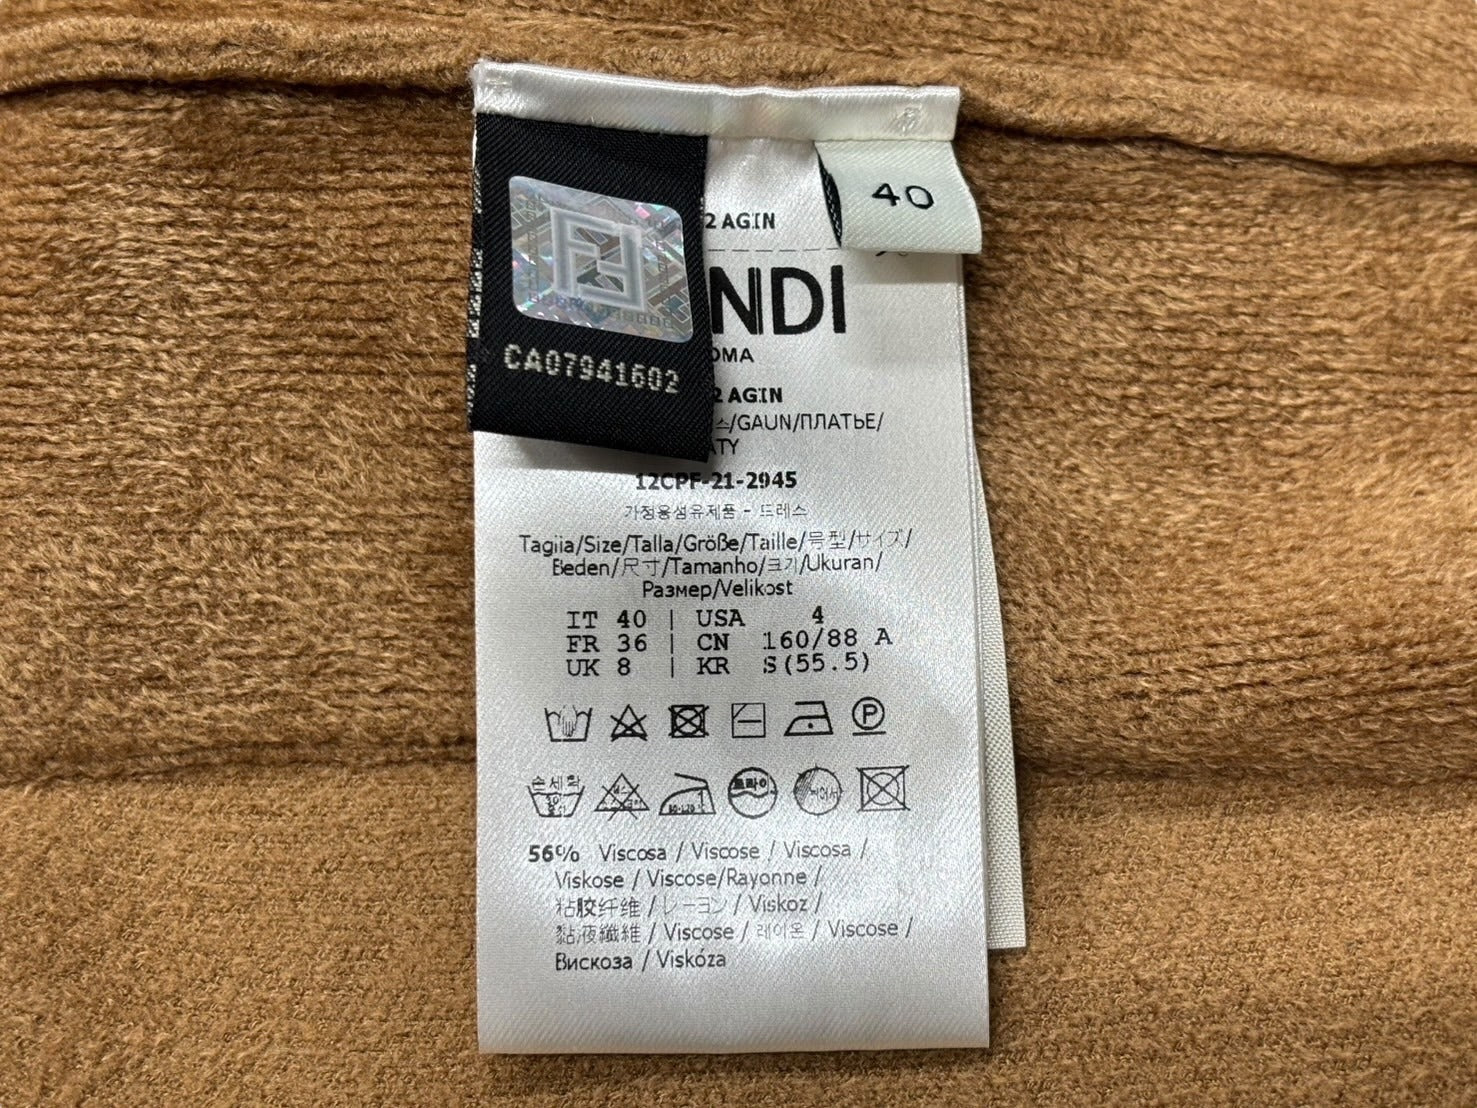 40
2 AGIN
NDI
OMA
CA07941602
2 AGIN
/GAUN/ПЛАТЬЕ/
ATY
12CPF-21-2945
가정용섬유제품 - 드레스
Taglia/Size/Talla/Größe/Taille/号型/サイズ/
Beden/尺寸/Tamanho/크기/Ukuran/
Размер/Velikost
IT 40 | USA 4
FR 36 | CN 160/88 A
UK 8 | KR S(55.5)
P
손세탁
드라이
56% Viscosa / Viscose / Viscosa /
Viskose / Viscose/Rayonne /
粘胶纤维 / レーヨン / Viskoz /
黏液纖維 / Viscose / 레이온 / Viscose /
Вискоза / Viskóza